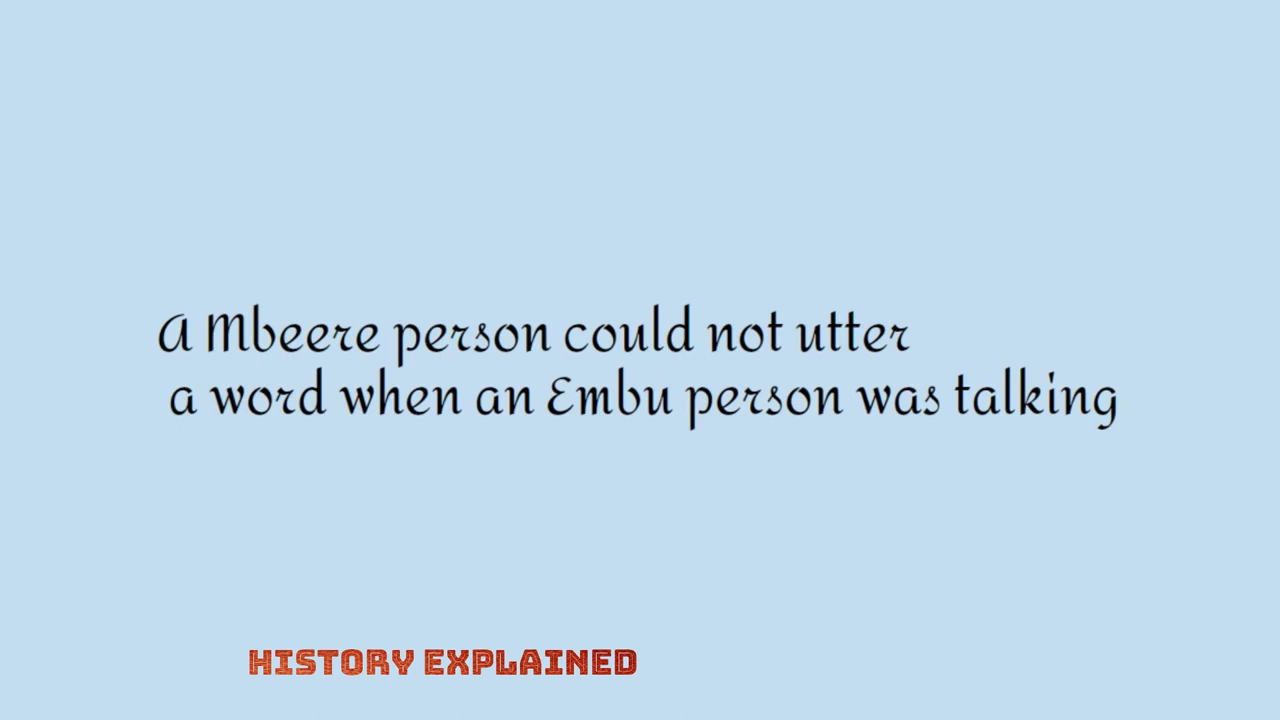 A Mbeere person could not utter
a word when an Embu person was talking
HISTORY EXPLAINED